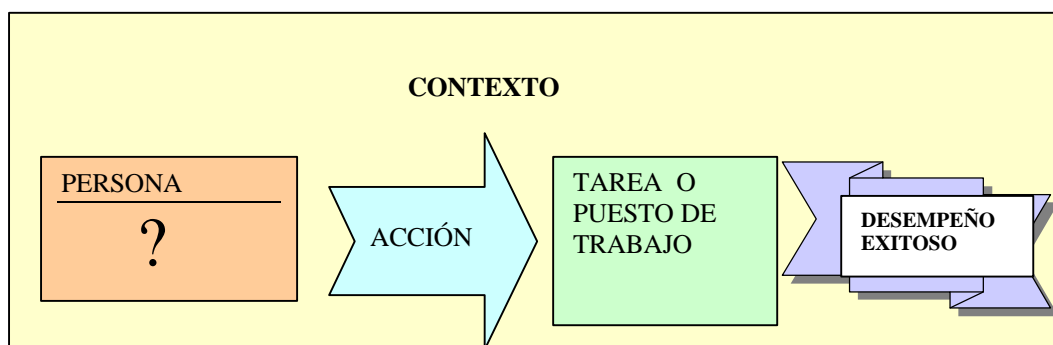 CONTEXTO
PERSONA
?
ACCIÓN
TAREA O
PUESTO DE
TRABAJO
DESEMPEÑO
EXITOSO